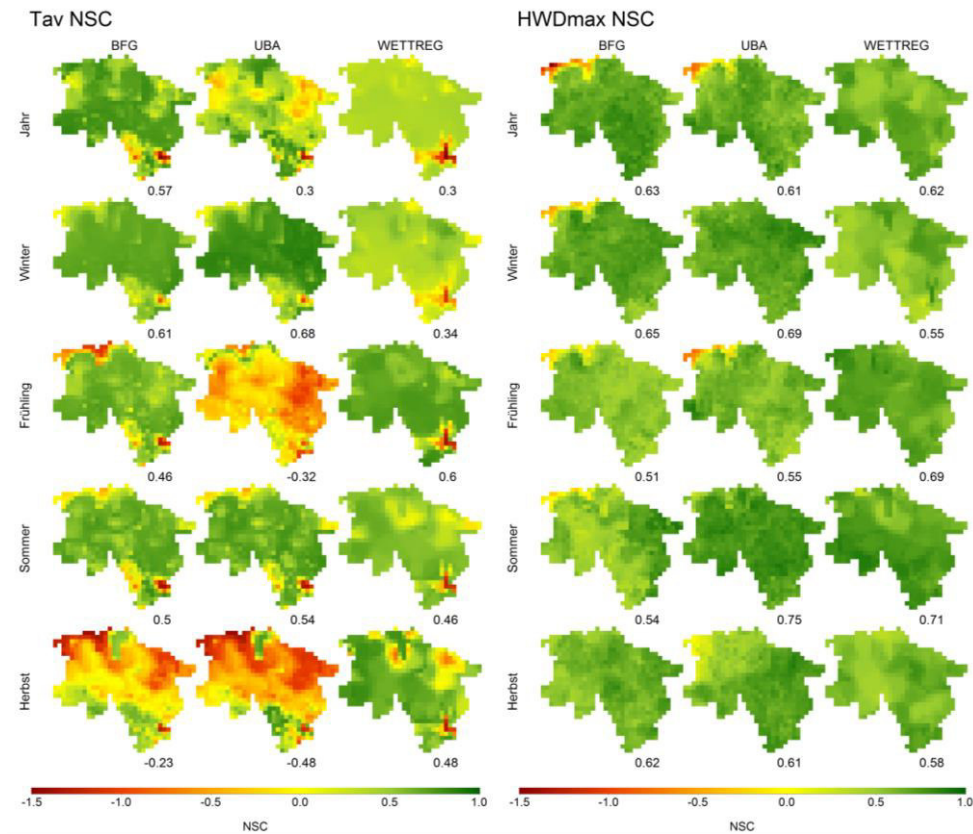 Tav NSC
HWDmax NSC
BFG UBA WETTREG
BFG UBA WETTREG
Jahr
0.57 0.3 0.3
Jahr
0.63 0.61 0.62
Winter
0.61 0.68 0.34
Winter
0.65 0.69 0.55
Frühling
0.46 -0.32 0.6
Frühling
0.51 0.55 0.69
Sommer
0.5 0.54 0.46
Sommer
0.54 0.75 0.71
Herbst
-0.23 -0.48 0.48
Herbst
0.62 0.61 0.58
-1.5 -1.0 -0.5 0.0 0.5 1.0
NSC
-1.5 -1.0 -0.5 0.0 0.5 1.0
NSC